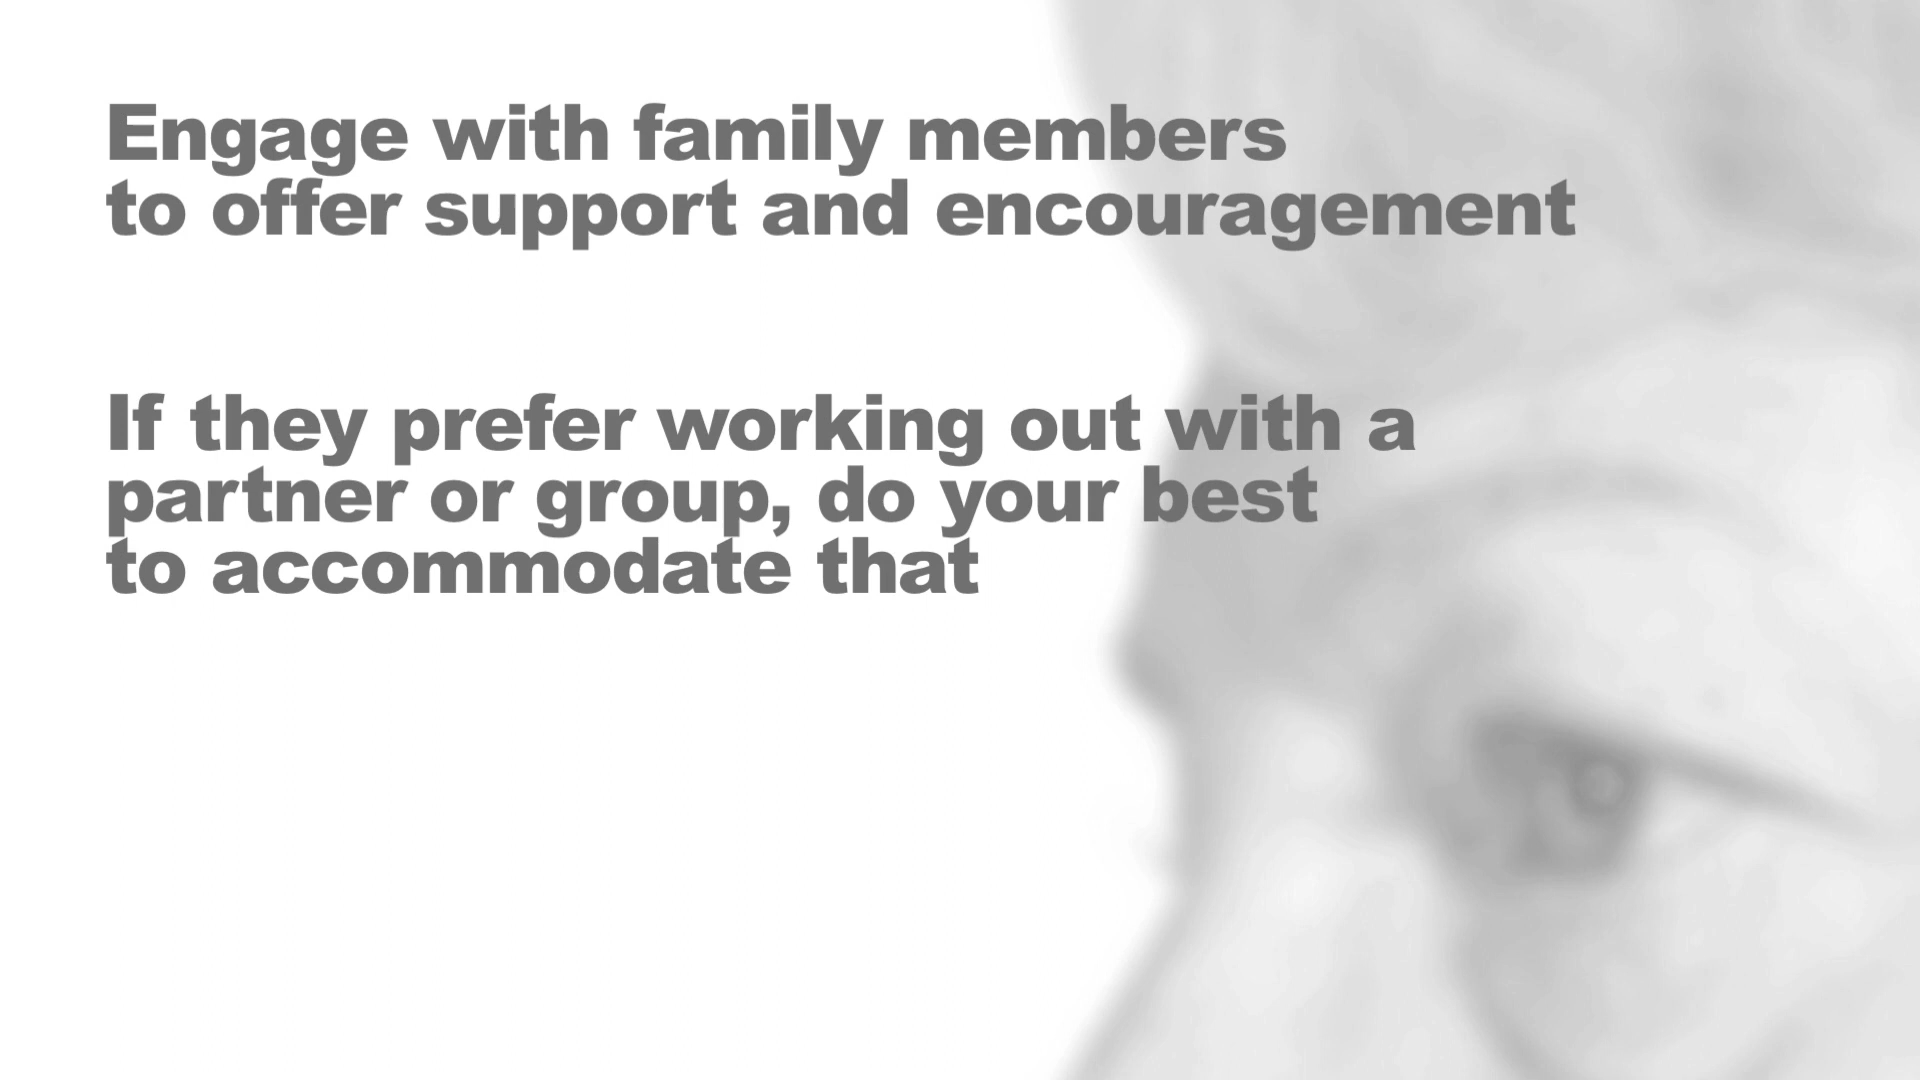 Engage with family members
to offer support and encouragement
If they prefer working out with a
partner or group, do your best
to accommodate that